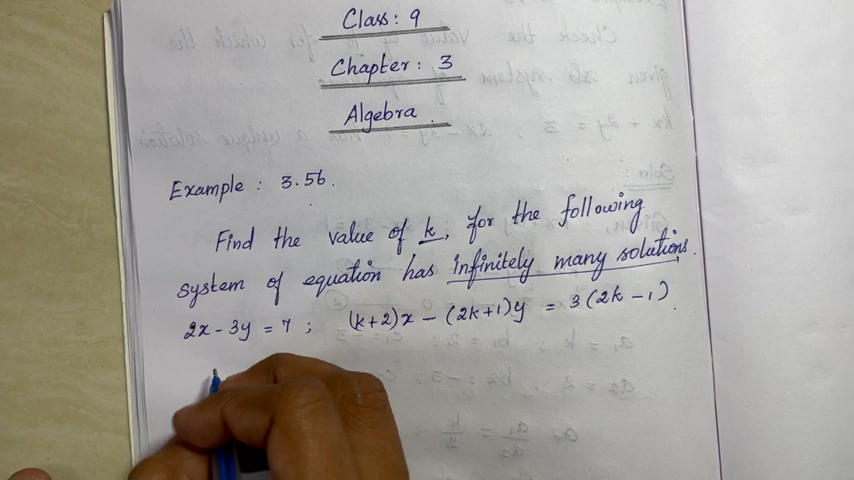 Class: 9
Chapter: 3
Algebra.
Example: 3.56.
Find the value of k, for the following
system of equation has infinitely many solutions.
2x - 3y = 7; (k+2)x - (2k+1)y = 3(2k-1).